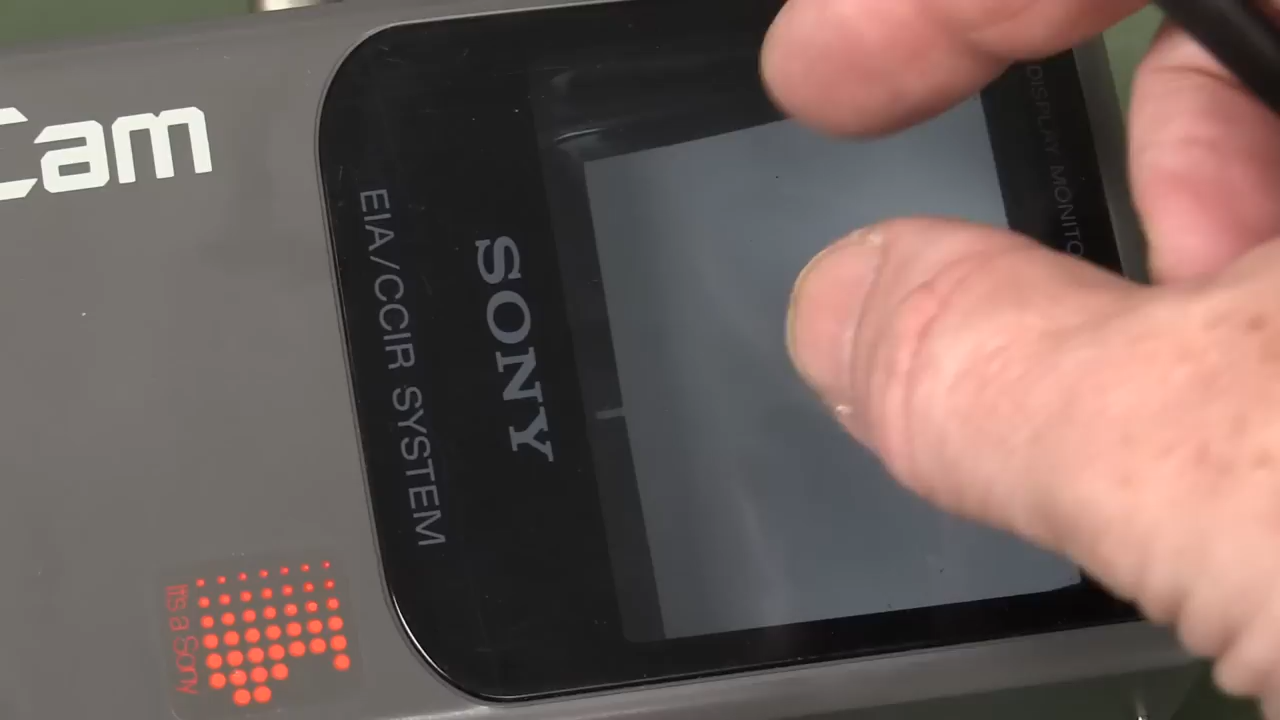 Cam
EIA/CCIR SYSTEM
SONY
DISPLAY MONITO
It's a Sony